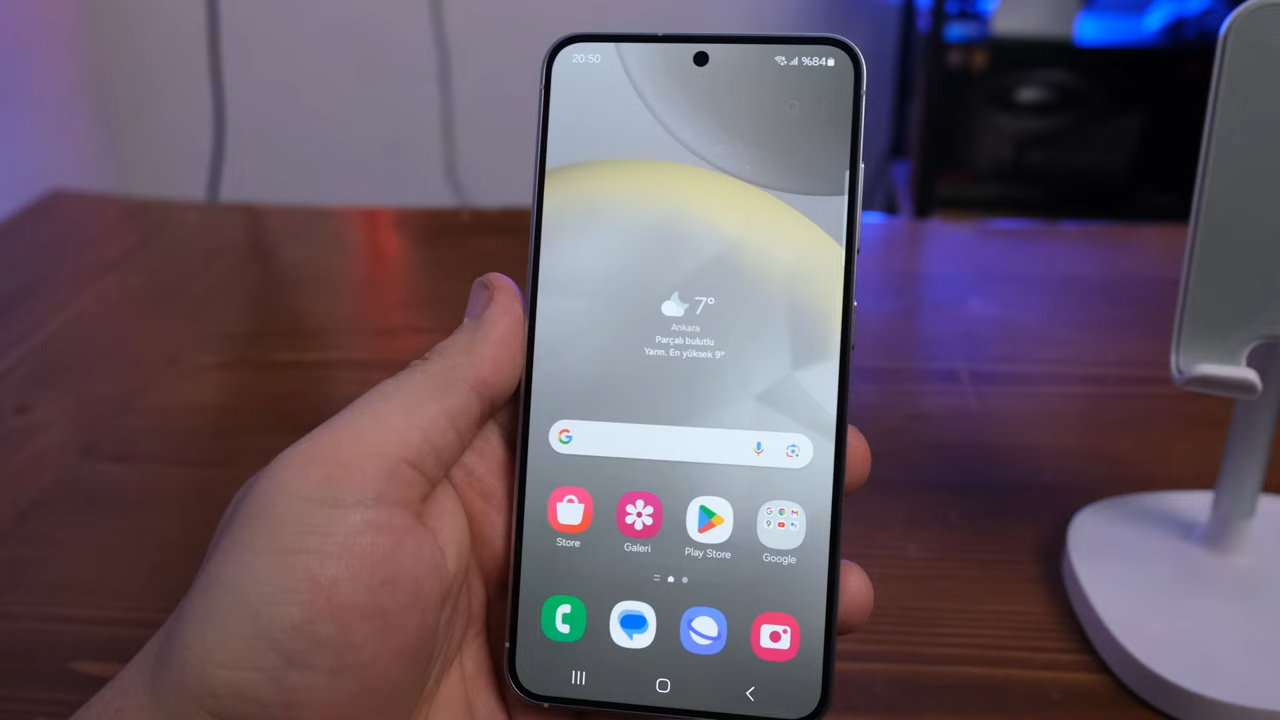 20:50
%84
7°
Ankara
Parçalı bulutlu
Yarın. En yüksek 9°
Store
Galeri
Play Store
Google